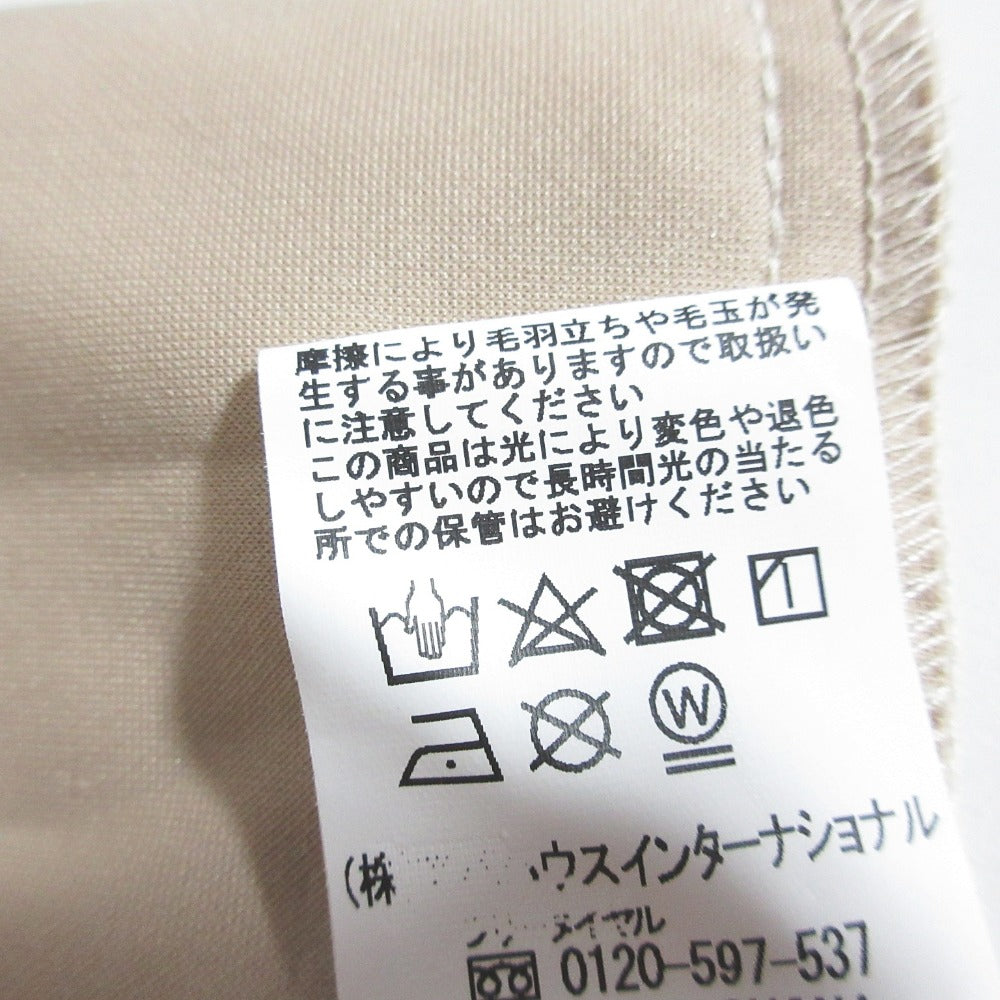 摩擦により毛羽立ちや毛玉が発
生する事がありますので取扱い
に注意してください
この商品は光により変色や退色
しやすいので長時間光の当たる
所での保管はお避けください
W
(株 ウスインターナショナル
イヤル
0120-597-537